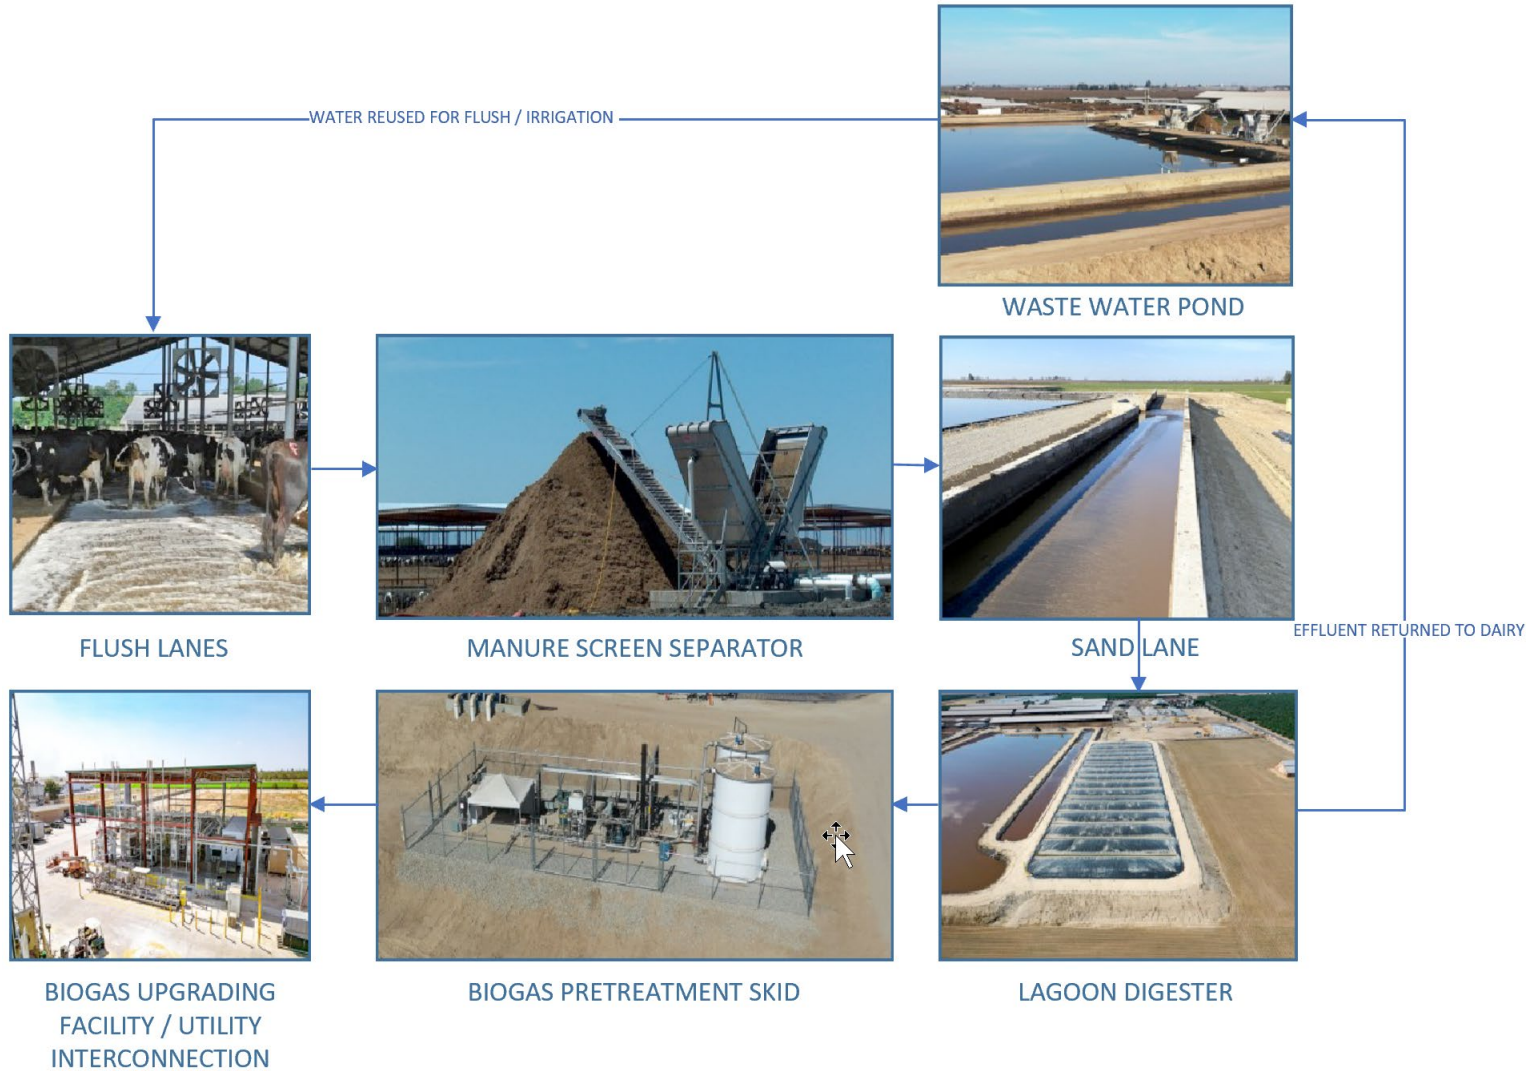 WATER REUSED FOR FLUSH / IRRIGATION
WASTE WATER POND
FLUSH LANES
MANURE SCREEN SEPARATOR
SAND LANE
EFFLUENT RETURNED TO DAIRY
BIOGAS UPGRADING
FACILITY / UTILITY
INTERCONNECTION
BIOGAS PRETREATMENT SKID
LAGOON DIGESTER